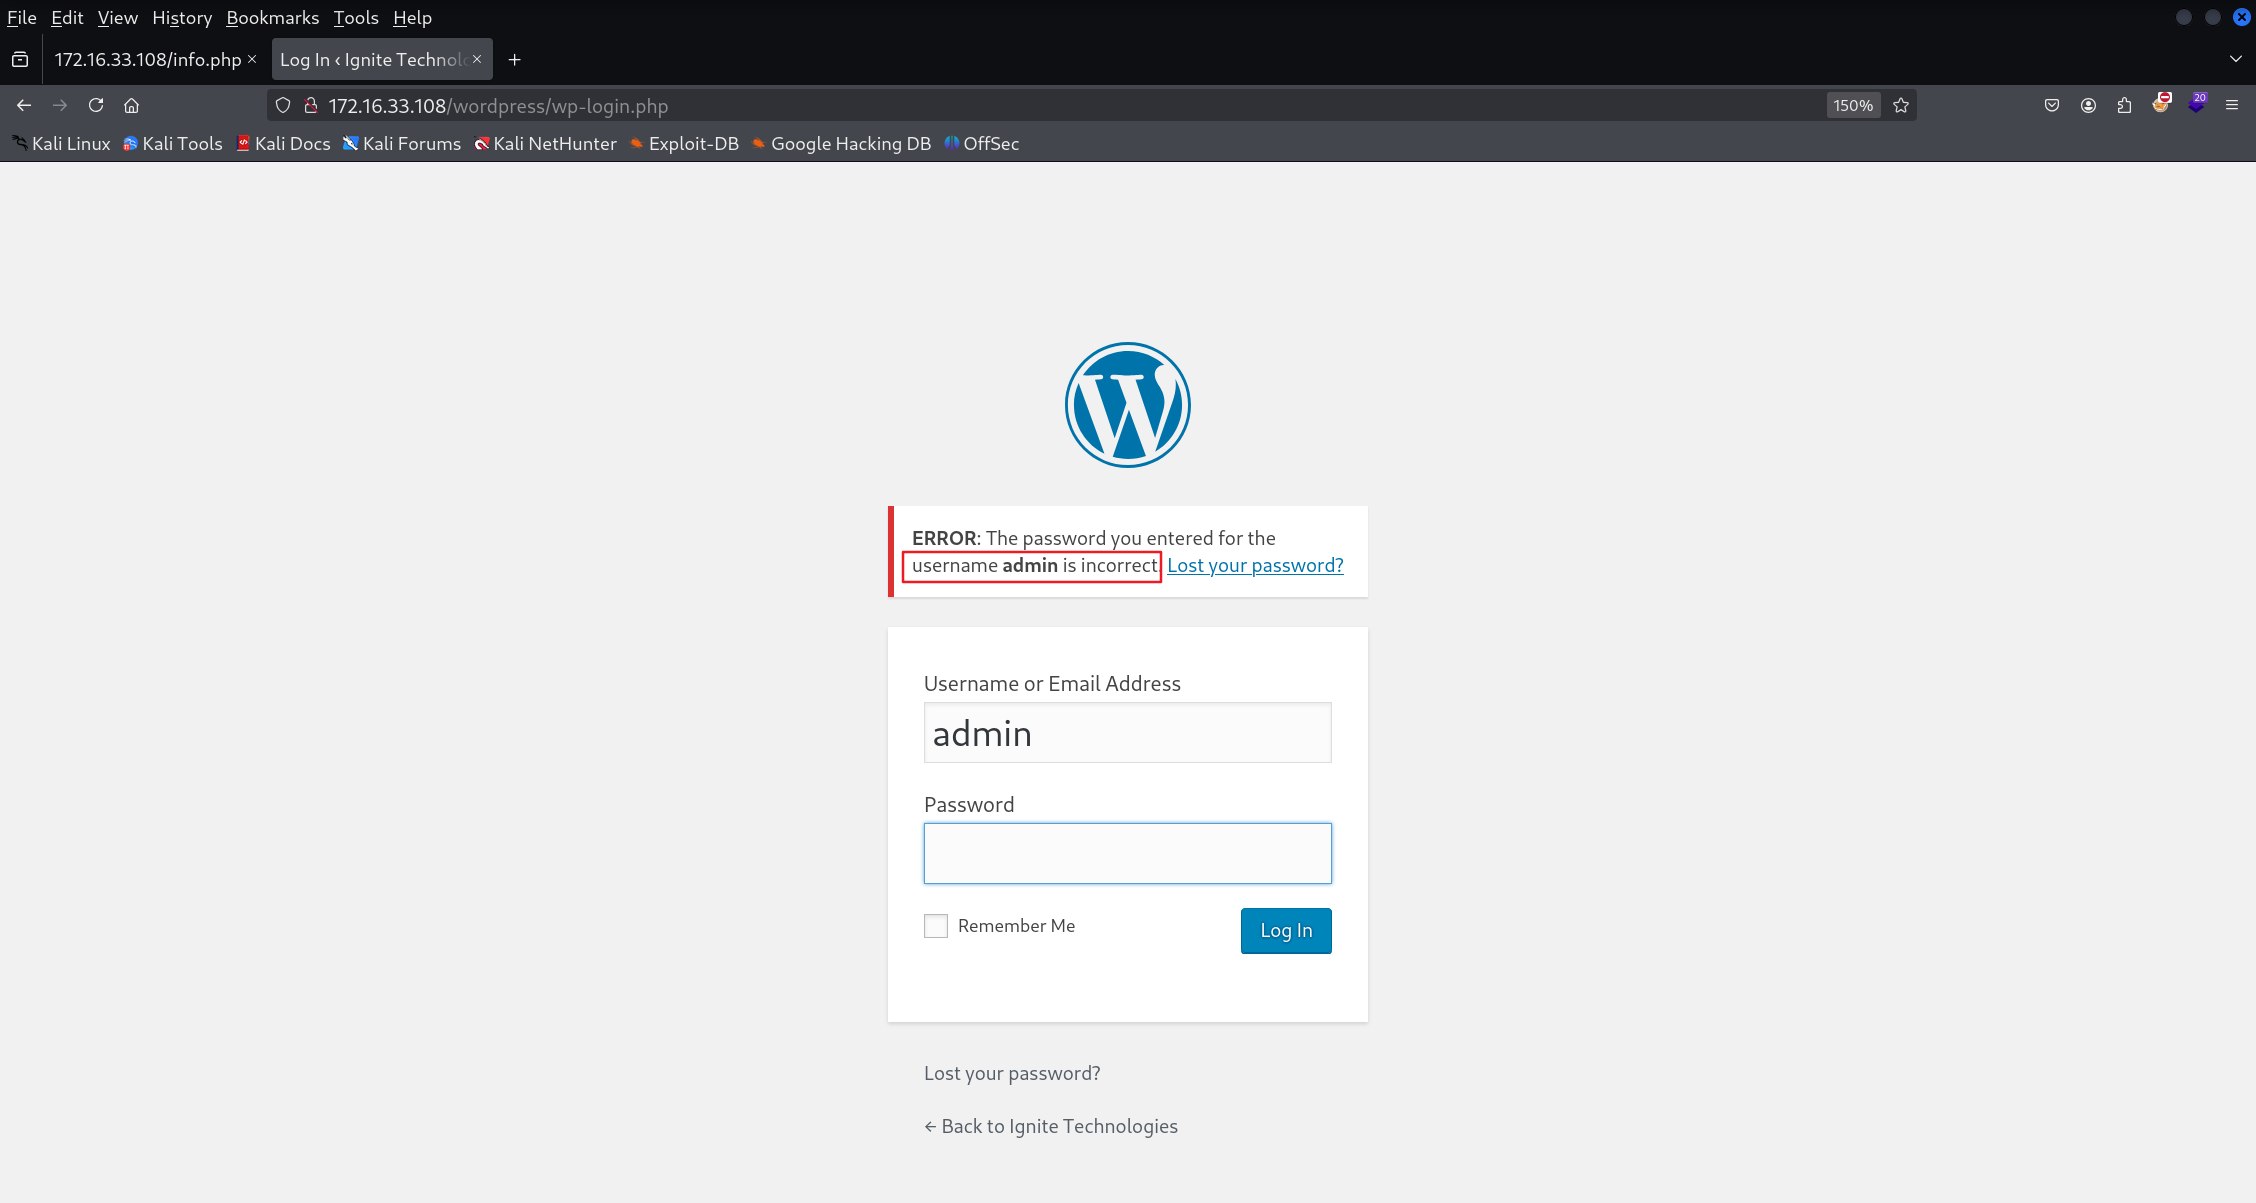 File Edit View History Bookmarks Tools Help
172.16.33.108/info.php × Log In ‹ Ignite Technolo × +
172.16.33.108/wordpress/wp-login.php 150% 20
Kali Linux Kali Tools Kali Docs Kali Forums Kali NetHunter Exploit-DB Google Hacking DB OffSec
ERROR: The password you entered for the
username admin is incorrect. Lost your password?
Username or Email Address
admin
Password
Remember Me Log In
Lost your password?
← Back to Ignite Technologies